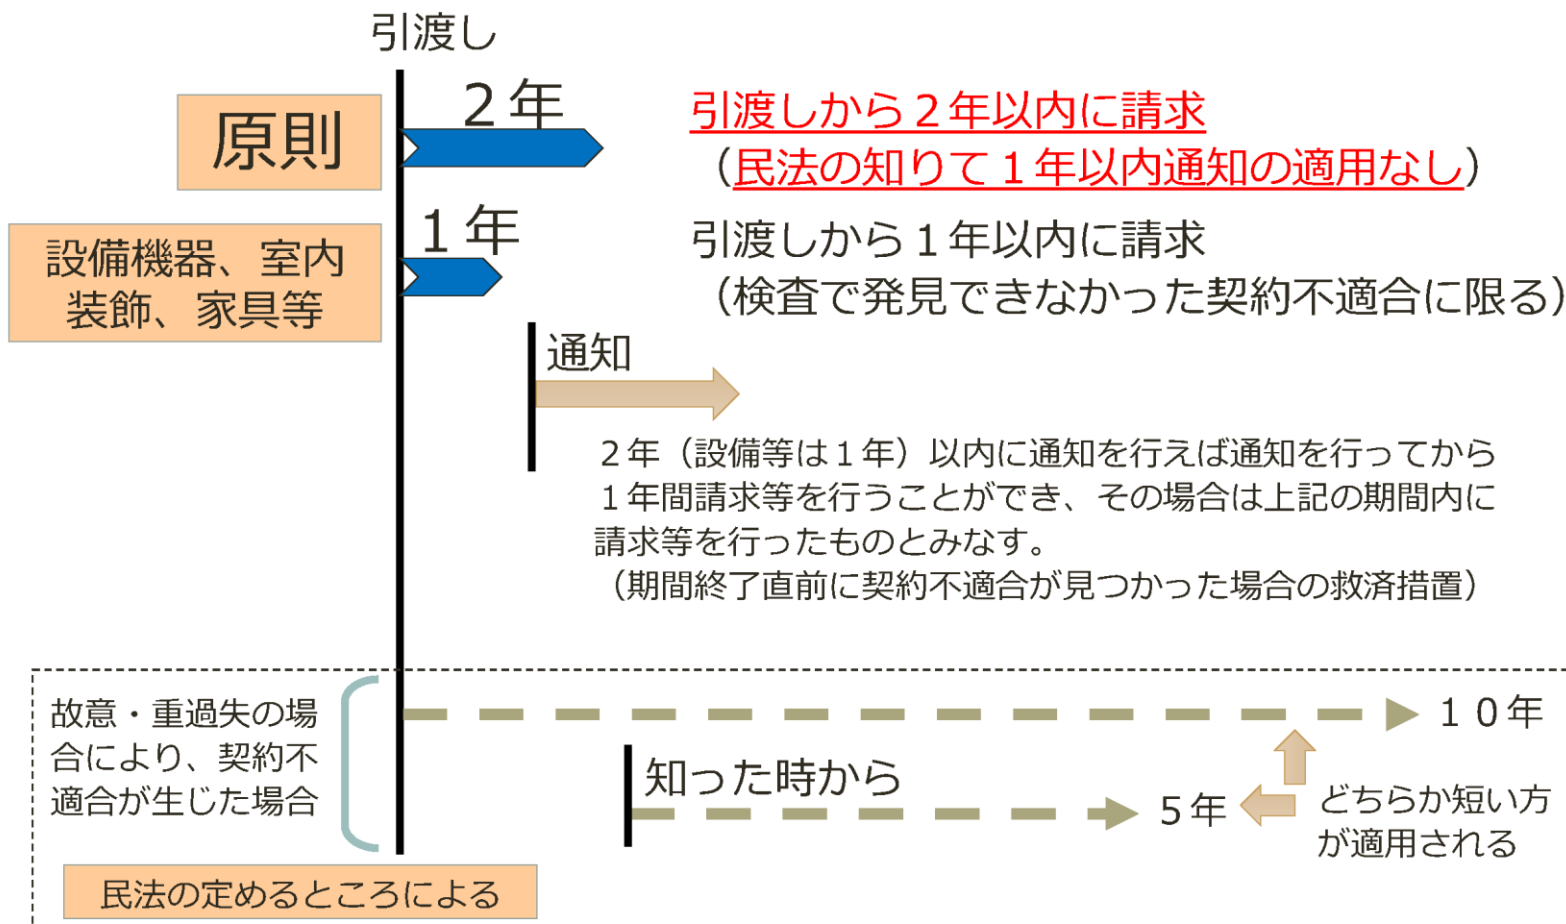 引渡し
原則
２年
引渡しから２年以内に請求
（民法の知りて１年以内通知の適用なし）
設備機器、室内
装飾、家具等
１年
引渡しから１年以内に請求
（検査で発見できなかった契約不適合に限る）
通知
２年（設備等は１年）以内に通知を行えば通知を行ってから
１年間請求等を行うことができ、その場合は上記の期間内に
請求等を行ったものとみなす。
（期間終了直前に契約不適合が見つかった場合の救済措置）
故意・重過失の場
合により、契約不
適合が生じた場合
１０年
知った時から
５年
どちらか短い方
が適用される
民法の定めるところによる